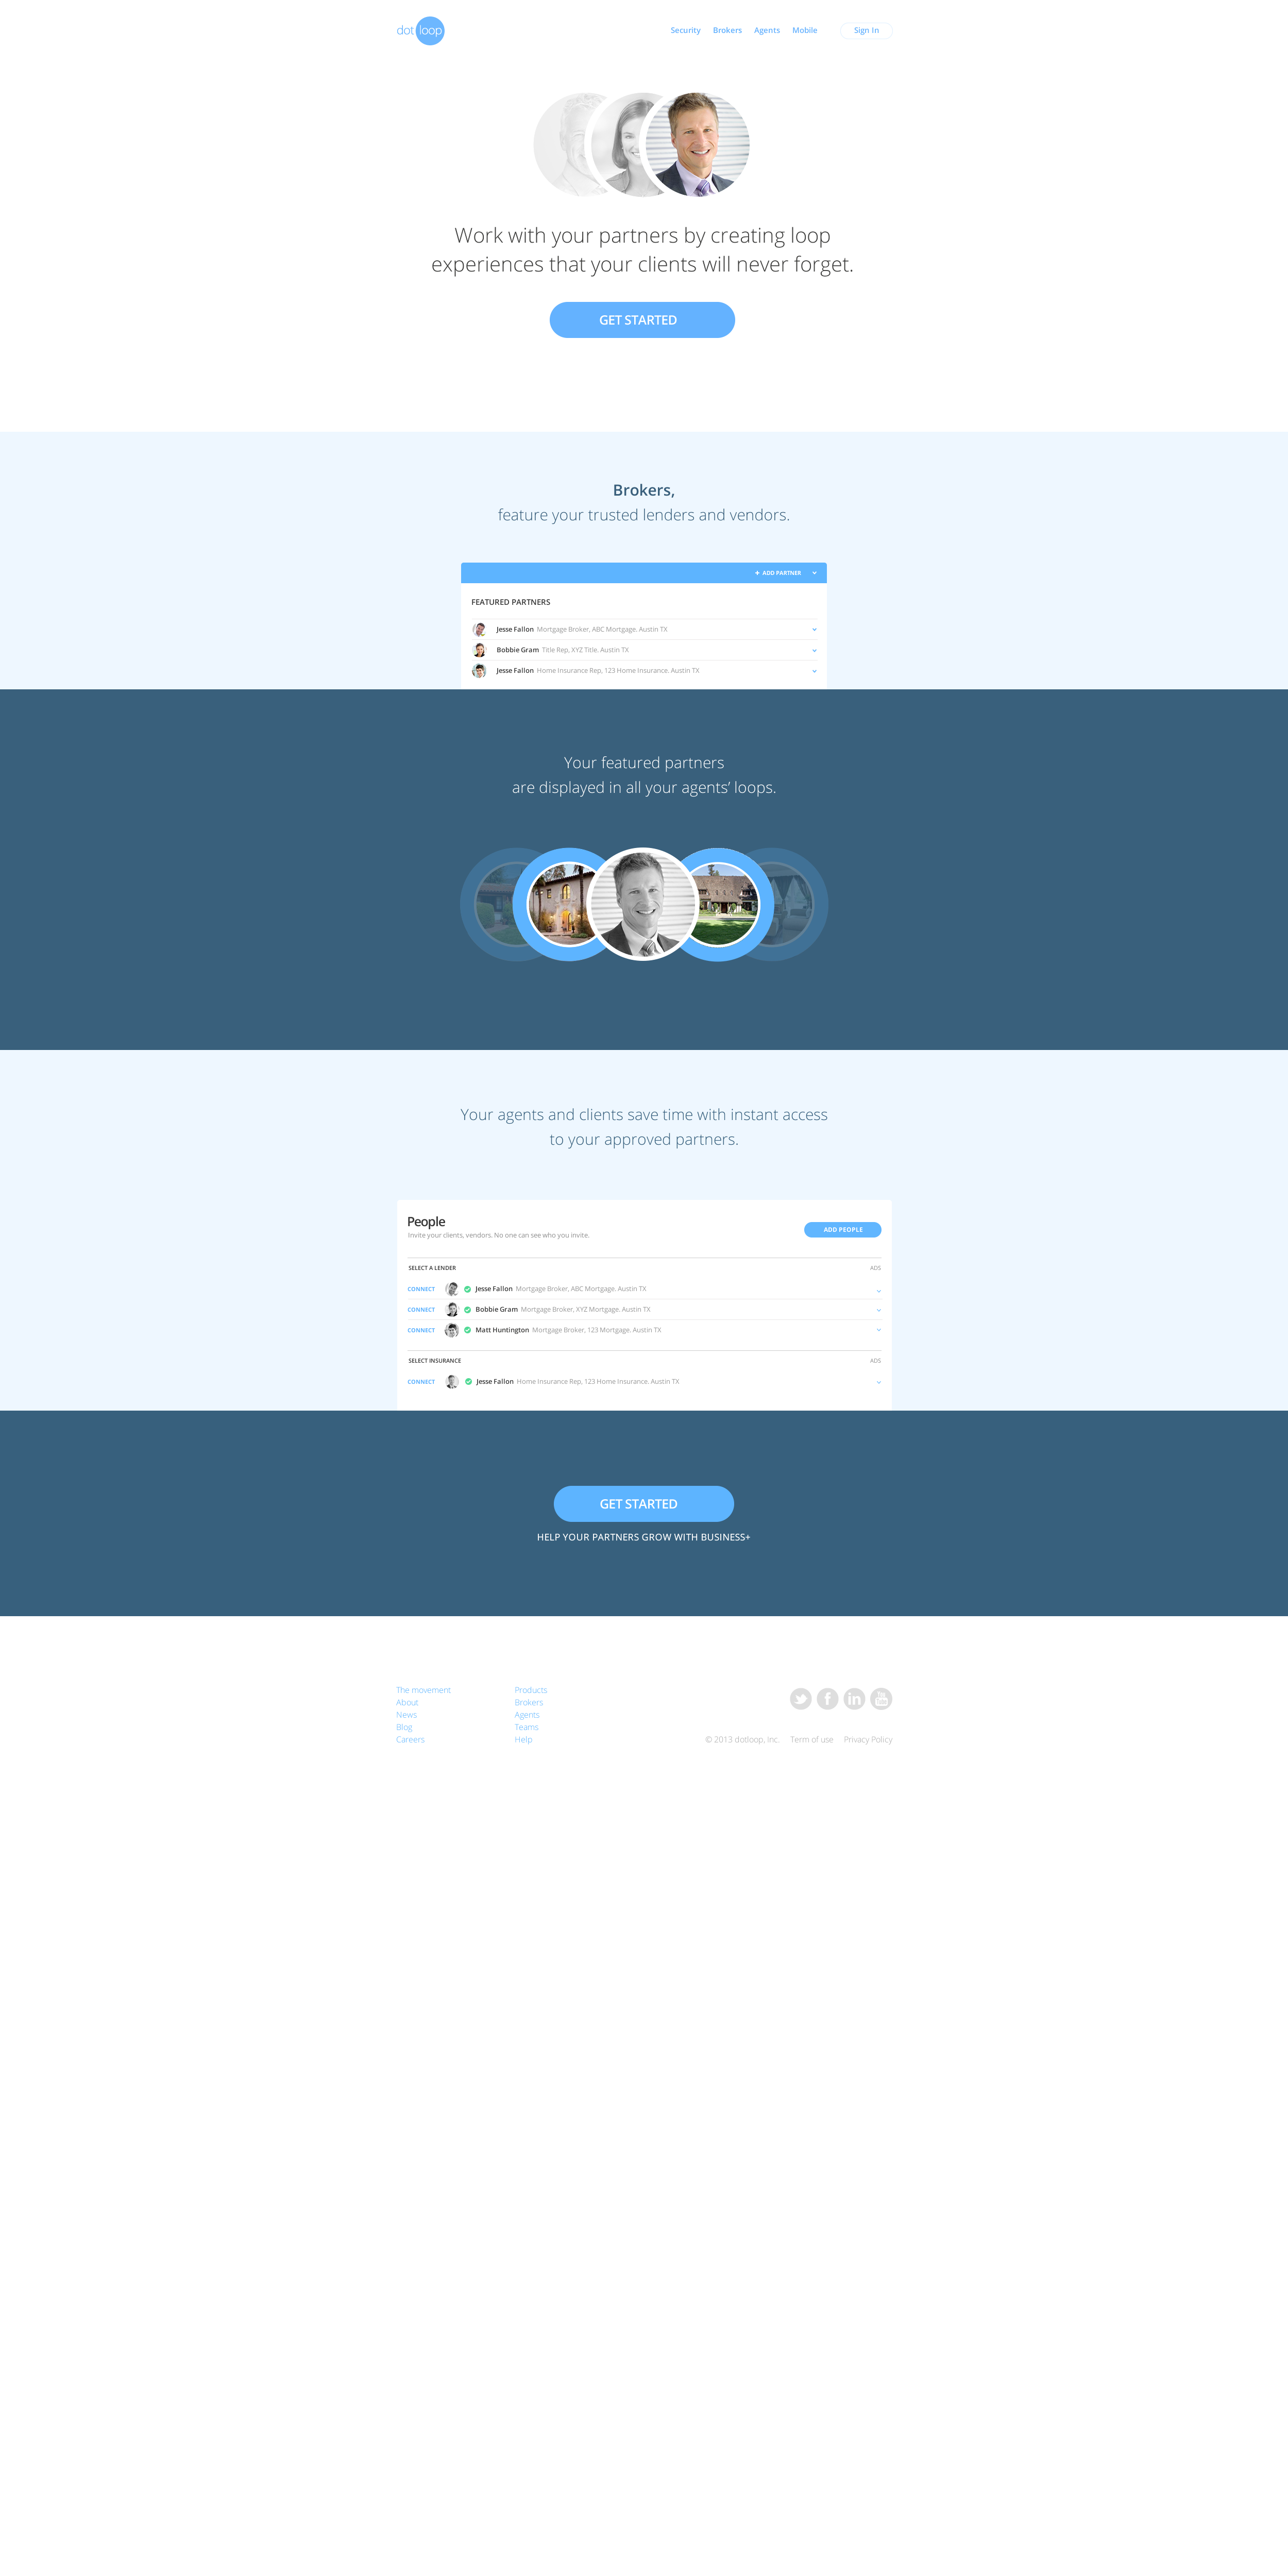 dot loop
Security Brokers Agents Mobile Sign In
Work with your partners by creating loop
experiences that your clients will never forget.
GET STARTED
Brokers,
feature your trusted lenders and vendors.
+ ADD PARTNER
FEATURED PARTNERS
Jesse Fallon Mortgage Broker, ABC Mortgage. Austin TX
Bobbie Gram Title Rep, XYZ Title. Austin TX
Jesse Fallon Home Insurance Rep, 123 Home Insurance. Austin TX
Your featured partners
are displayed in all your agents’ loops.
Your agents and clients save time with instant access
to your approved partners.
People
Invite your clients, vendors. No one can see who you invite.
ADD PEOPLE
SELECT A LENDER ADS
CONNECT Jesse Fallon Mortgage Broker, ABC Mortgage. Austin TX
CONNECT Bobbie Gram Mortgage Broker, XYZ Mortgage. Austin TX
CONNECT Matt Huntington Mortgage Broker, 123 Mortgage. Austin TX
SELECT INSURANCE ADS
CONNECT Jesse Fallon Home Insurance Rep, 123 Home Insurance. Austin TX
GET STARTED
HELP YOUR PARTNERS GROW WITH BUSINESS+
The movement
About
News
Blog
Careers
Products
Brokers
Agents
Teams
Help
f in You Tube
© 2013 dotloop, inc. Term of use Privacy Policy